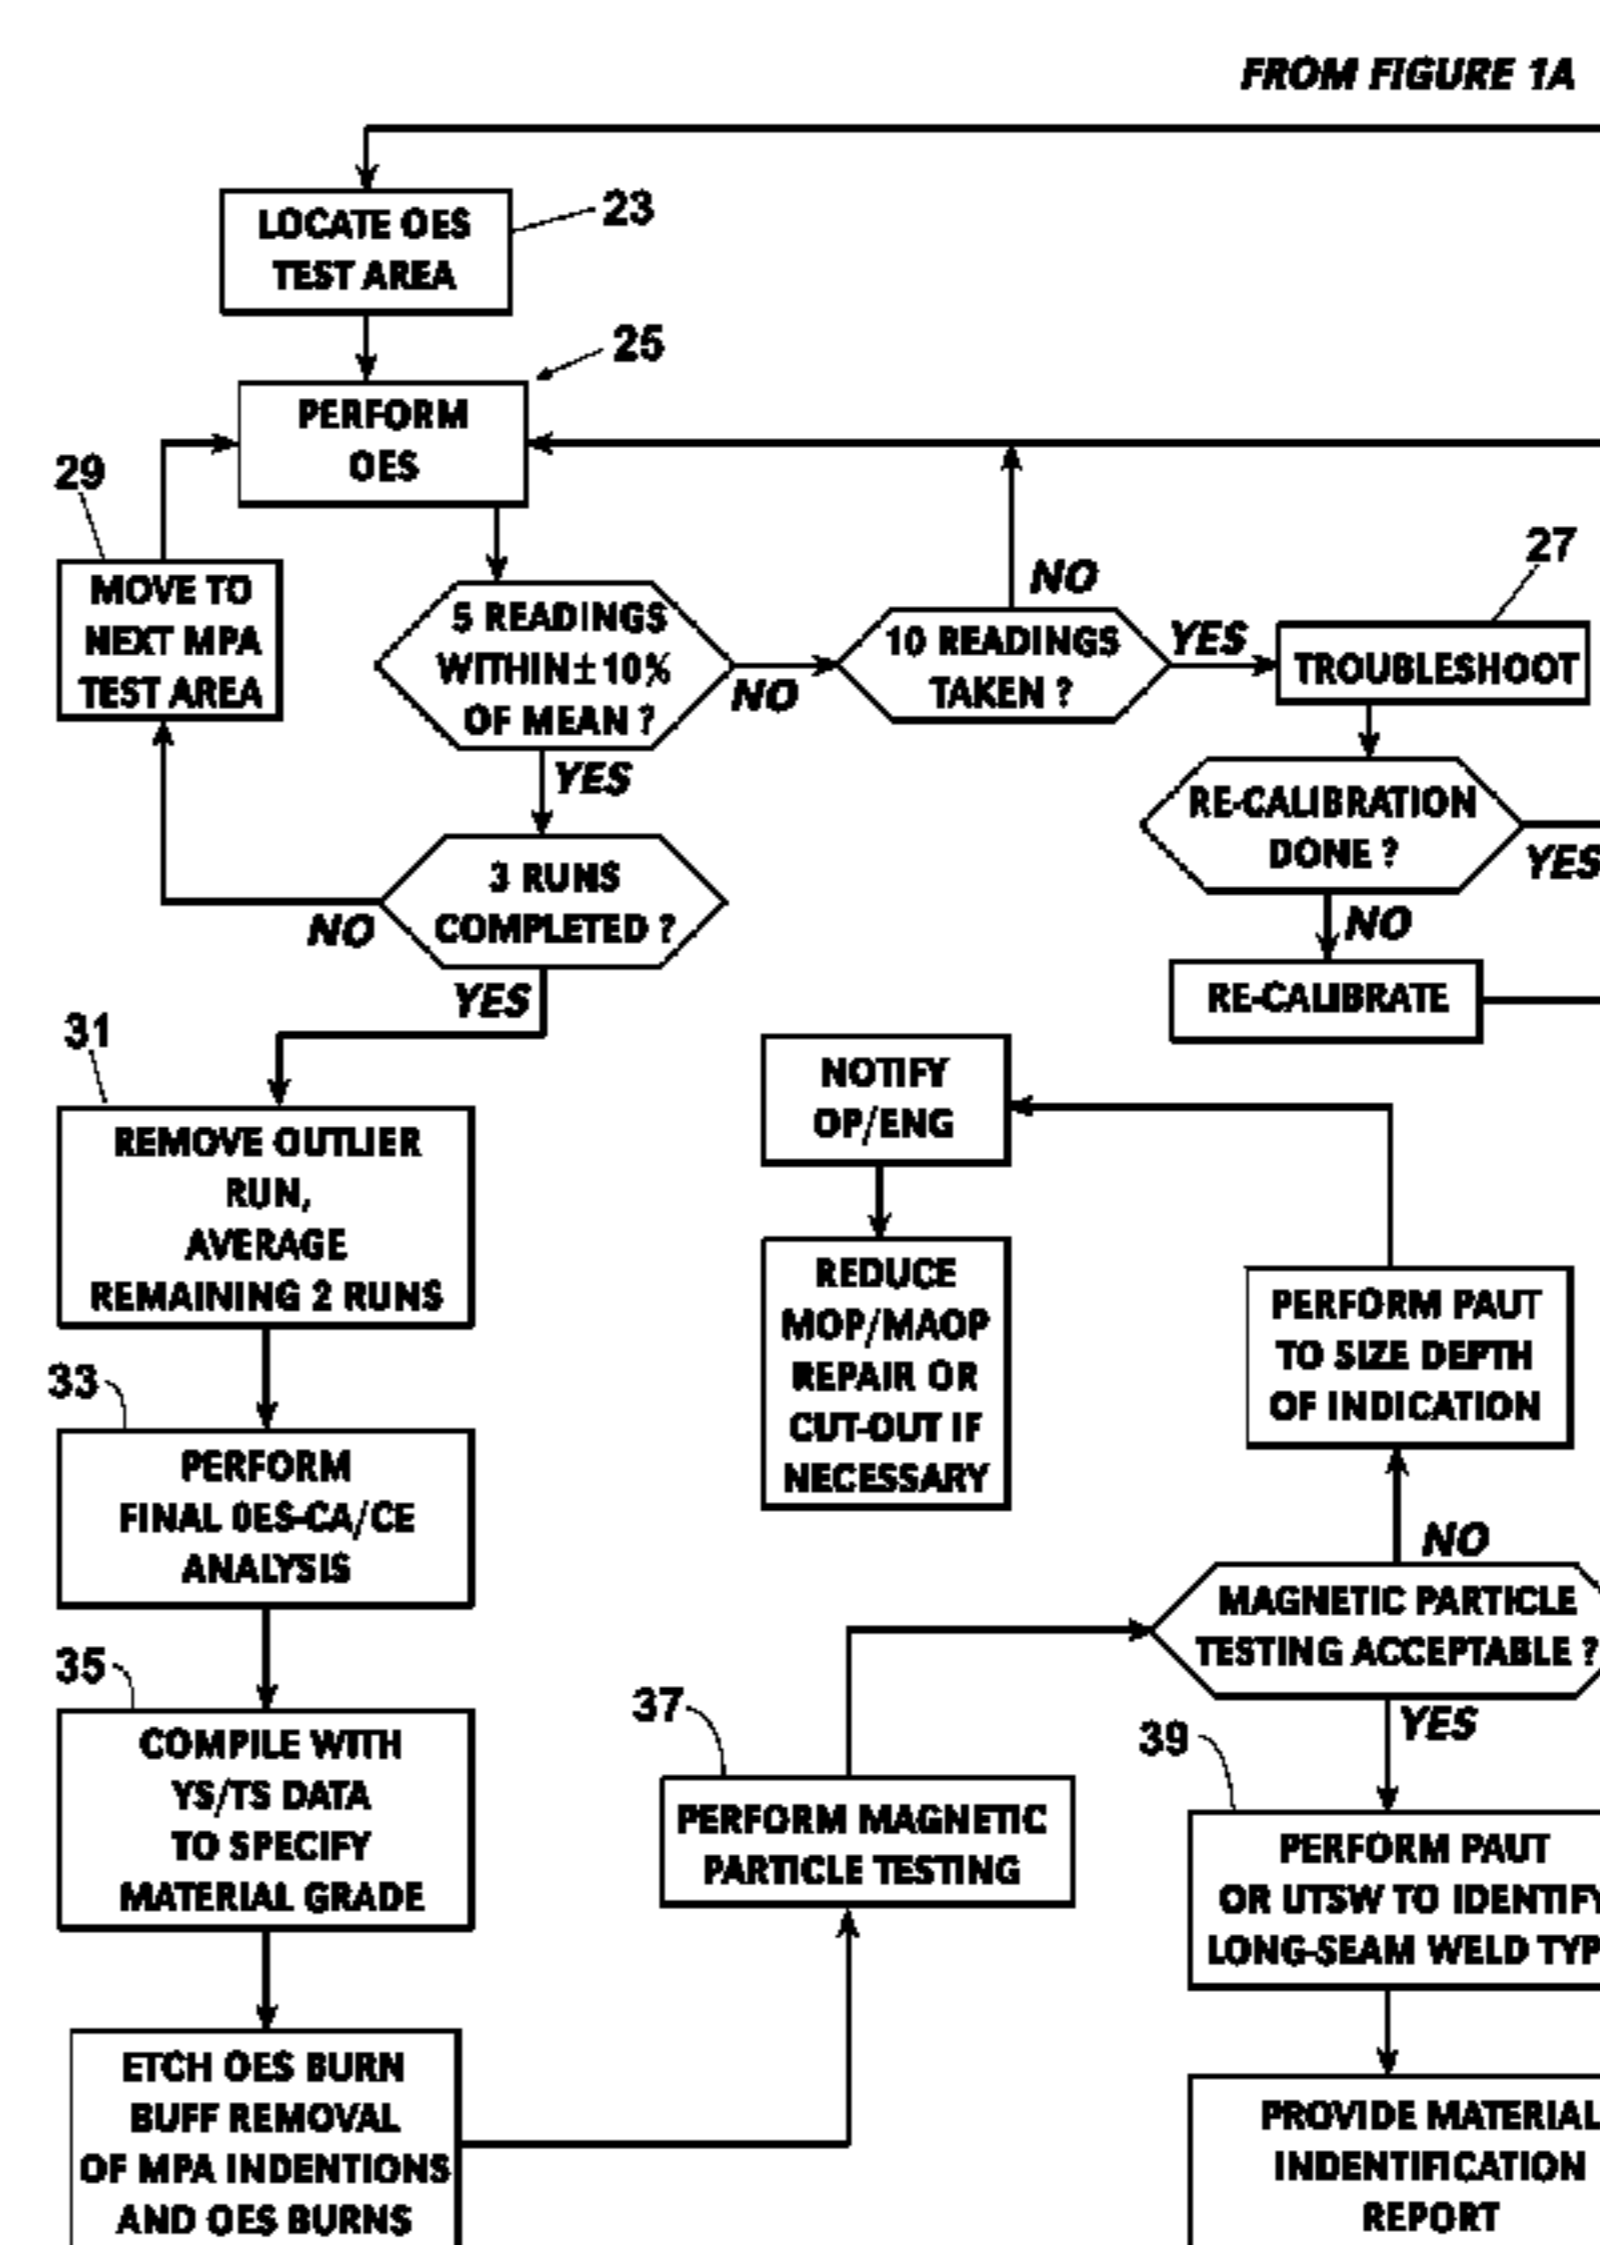 FROM FIGURE 1A
23
LOCATE OES
TEST AREA
25
PERFORM
OES
29
MOVE TO
NEXT MPA
TEST AREA
5 READINGS
WITHIN ± 10%
OF MEAN ?
NO
10 READINGS
TAKEN ?
NO
YES
27
TROUBLESHOOT
YES
RE-CALIBRATION
DONE ?
YES
NO
RE-CALIBRATE
3 RUNS
COMPLETED ?
NO
YES
31
REMOVE OUTLIER
RUN,
AVERAGE
REMAINING 2 RUNS
NOTIFY
OP/ENG
REDUCE
MOP/MAOP
REPAIR OR
CUT-OUT IF
NECESSARY
PERFORM PAUT
TO SIZE DEPTH
OF INDICATION
33
PERFORM
FINAL OES-CA/CE
ANALYSIS
NO
MAGNETIC PARTICLE
TESTING ACCEPTABLE ?
YES
35
COMPILE WITH
YS/TS DATA
TO SPECIFY
MATERIAL GRADE
37
PERFORM MAGNETIC
PARTICLE TESTING
39
PERFORM PAUT
OR UTSW TO IDENTIFY
LONG-SEAM WELD TYP
ETCH OES BURN
BUFF REMOVAL
OF MPA INDENTIONS
AND OES BURNS
PROVIDE MATERIAL
INDENTIFICATION
REPORT